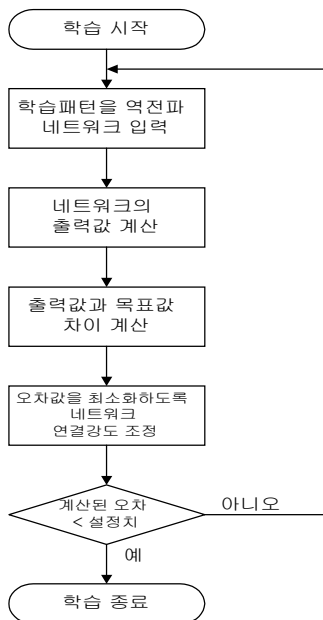 학습 시작
학습패턴을 역전파
네트워크 입력
네트워크의
출력값 계산
출력값과 목표값
차이 계산
오차값을 최소화하도록
네트워크
연결강도 조정
계산된 오차
< 설정치
아니오
예
학습 종료